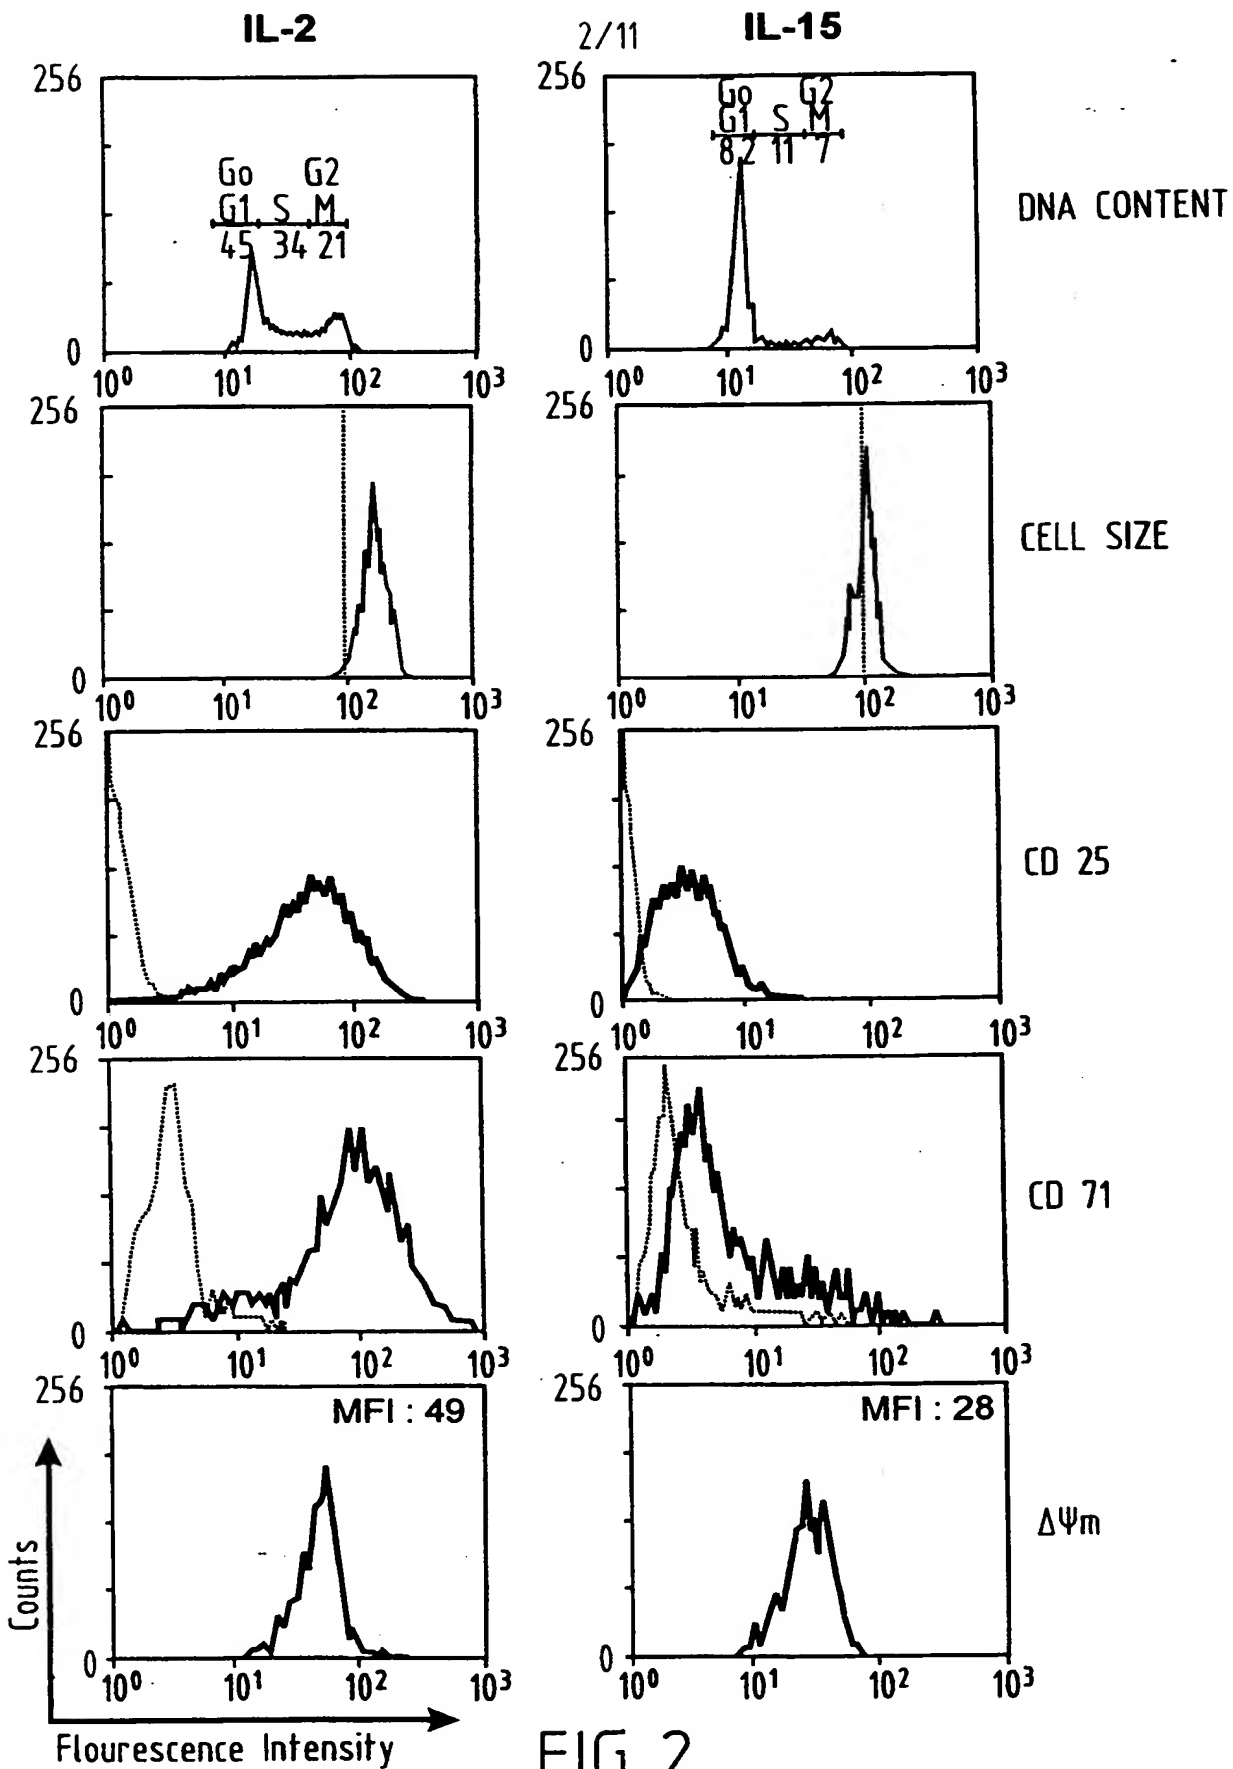 IL-2 2/11 IL-15
256 256
Go G2 Go G2
G1 S M G1 S M
45 34 21 82 11 7
DNA CONTENT
0 0
10⁰ 10¹ 10² 10³ 10⁰ 10¹ 10² 10³
256 256
CELL SIZE
0 0
10⁰ 10¹ 10² 10³ 10⁰ 10¹ 10² 10³
256 256
CD 25
0 0
10⁰ 10¹ 10² 10³ 10⁰ 10¹ 10² 10³
256 256
CD 71
0 0
10⁰ 10¹ 10² 10³ 10⁰ 10¹ 10² 10³
256 256
MFI : 49 MFI : 28
ΔΨm
Counts
0 0
10⁰ 10¹ 10² 10³ 10⁰ 10¹ 10² 10³
Flourescence Intensity
FIG. 2